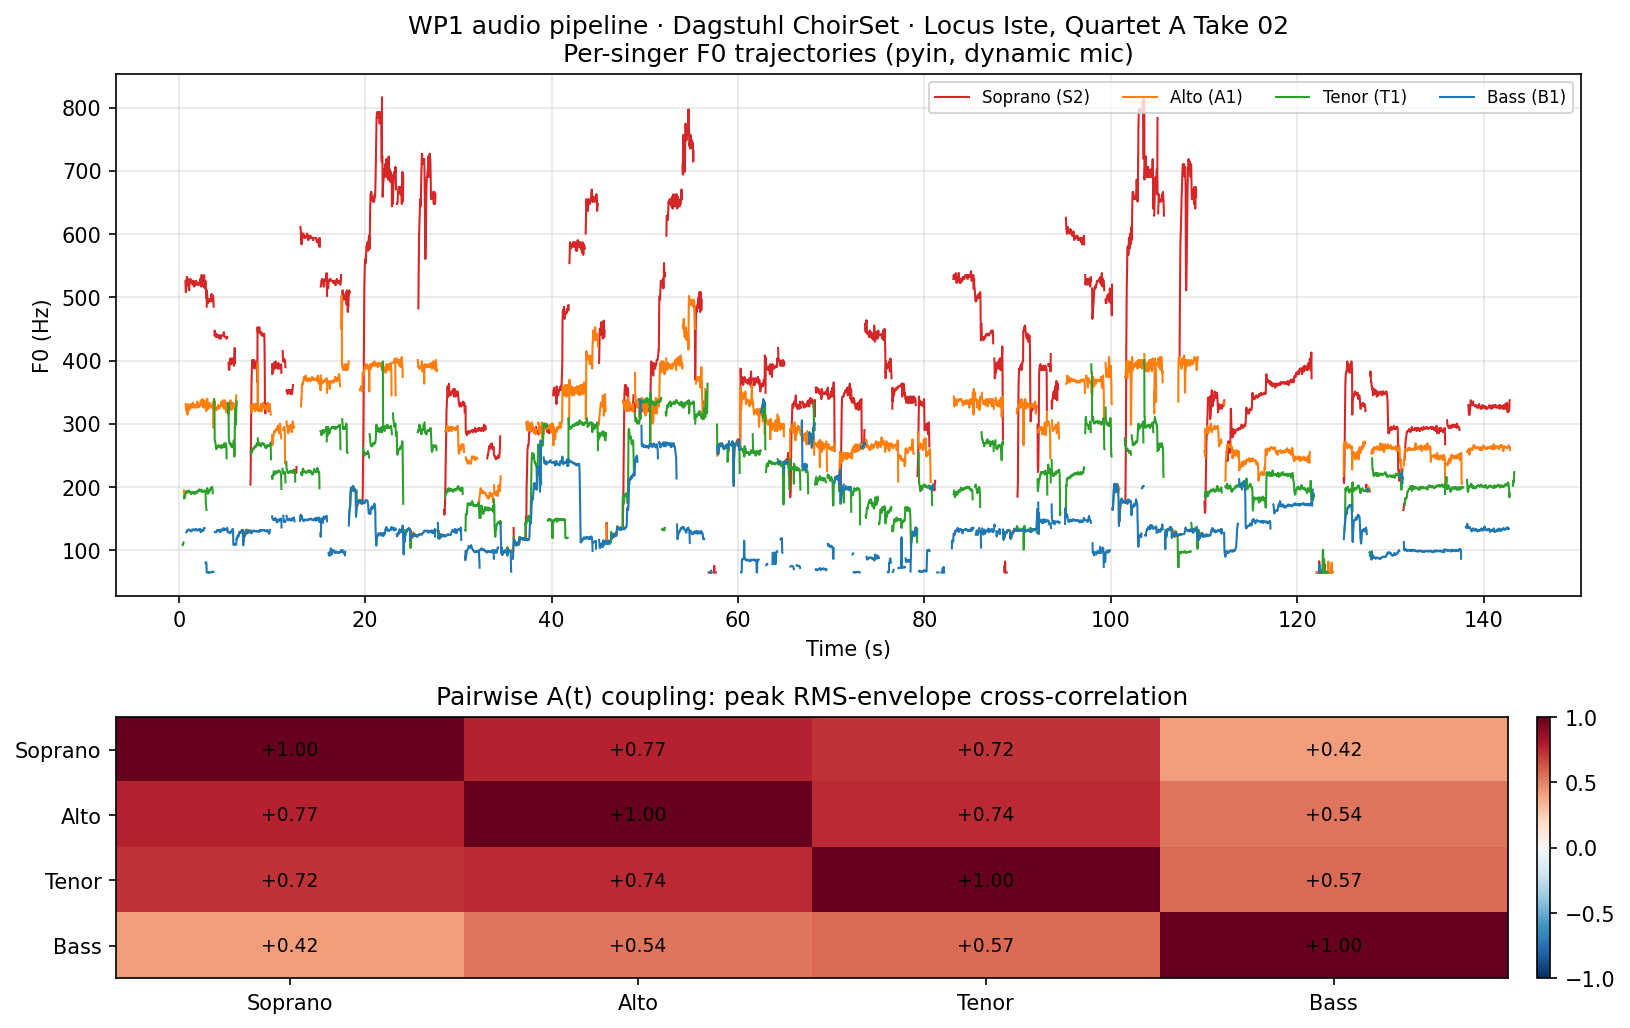 WP1 audio pipeline · Dagstuhl ChoirSet · Locus Iste, Quartet A Take 02
Per-singer F0 trajectories (pyin, dynamic mic)
Soprano (S2) Alto (A1) Tenor (T1) Bass (B1)
800
700
600
500
400
300
200
100
F0 (Hz)
0 20 40 60 80 100 120 140
Time (s)
Pairwise A(t) coupling: peak RMS-envelope cross-correlation
Soprano +1.00 +0.77 +0.72 +0.42
Alto +0.77 +1.00 +0.74 +0.54
Tenor +0.72 +0.74 +1.00 +0.57
Bass +0.42 +0.54 +0.57 +1.00
Soprano Alto Tenor Bass
1.0
0.5
0.0
−0.5
−1.0